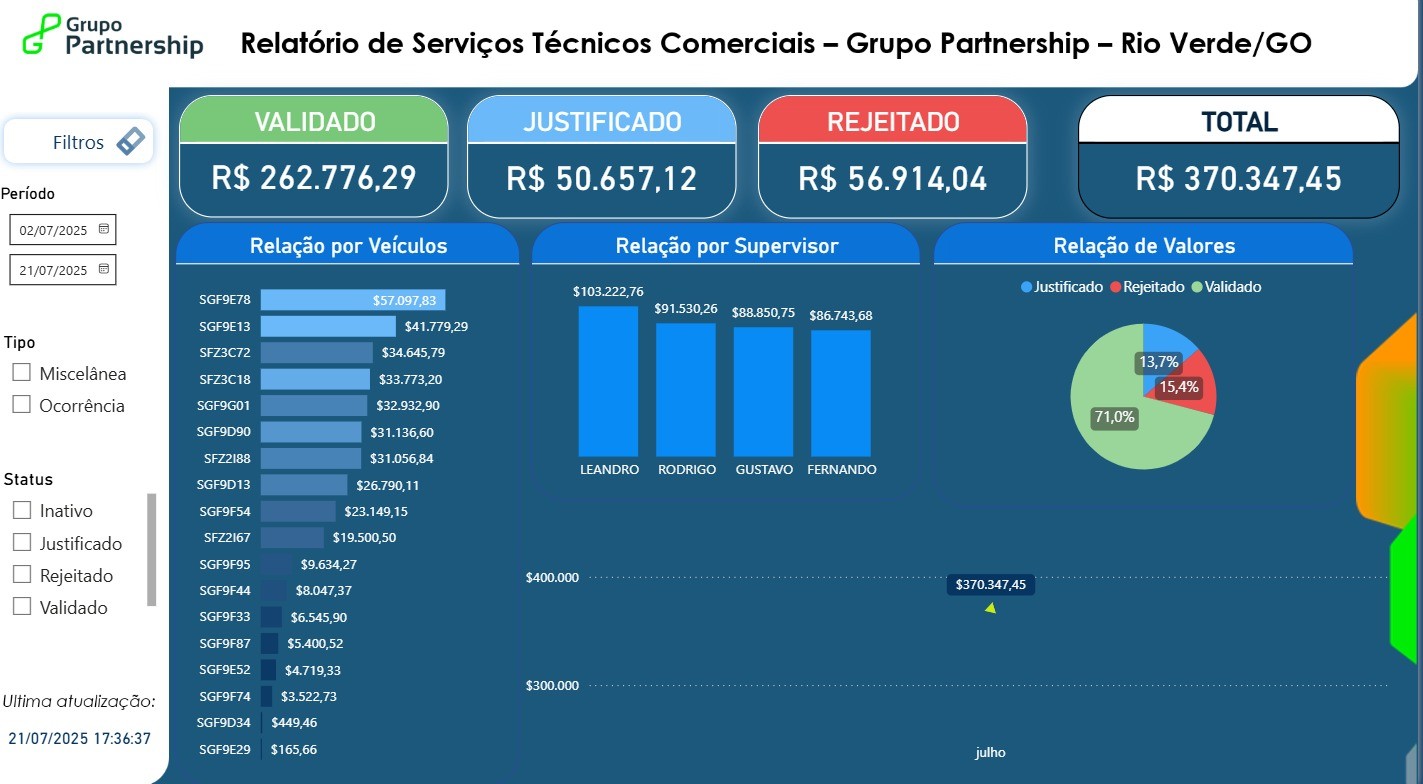 Grupo
Partnership
Relatório de Serviços Técnicos Comerciais – Grupo Partnership – Rio Verde/GO
Filtros
Período
02/07/2025
21/07/2025
Tipo
Miscelânea
Ocorrência
Status
Inativo
Justificado
Rejeitado
Validado
Ultima atualização:
21/07/2025 17:36:37
VALIDADO
R$ 262.776,29
JUSTIFICADO
R$ 50.657,12
REJEITADO
R$ 56.914,04
TOTAL
R$ 370.347,45
Relação por Veículos
SGF9E78 $57.097,83
SGF9E13 $41.779,29
SFZ3C72 $34.645,79
SFZ3C18 $33.773,20
SGF9G01 $32.932,90
SGF9D90 $31.136,60
SFZ2I88 $31.056,84
SGF9D13 $26.790,11
SGF9F54 $23.149,15
SFZ2I67 $19.500,50
SGF9F95 $9.634,27
SGF9F44 $8.047,37
SGF9F33 $6.545,90
SGF9F87 $5.400,52
SGF9E52 $4.719,33
SGF9F74 $3.522,73
SGF9D34 $449,46
SGF9E29 $165,66
Relação por Supervisor
$103.222,76 $91.530,26 $88.850,75 $86.743,68
LEANDRO RODRIGO GUSTAVO FERNANDO
Relação de Valores
Justificado Rejeitado Validado
13,7%
15,4%
71,0%
$400.000
$370.347,45
$300.000
julho